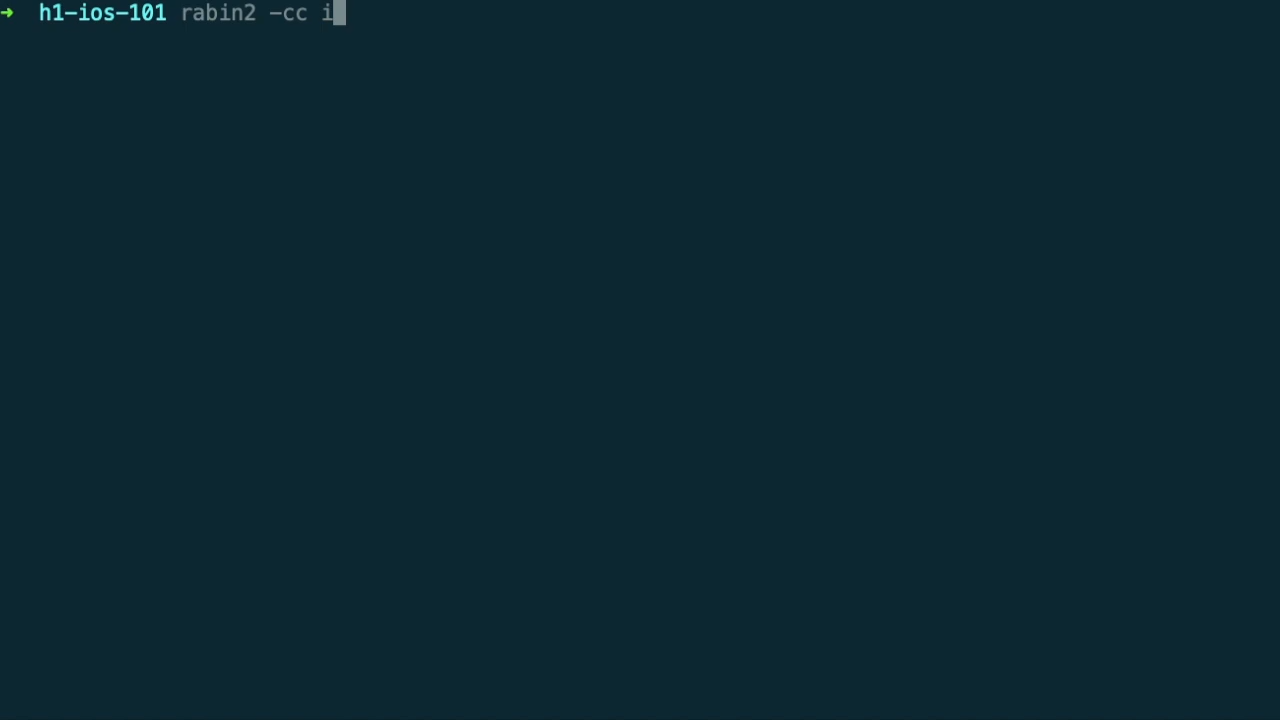 ➜ h1-ios-101 rabin2 -cc i